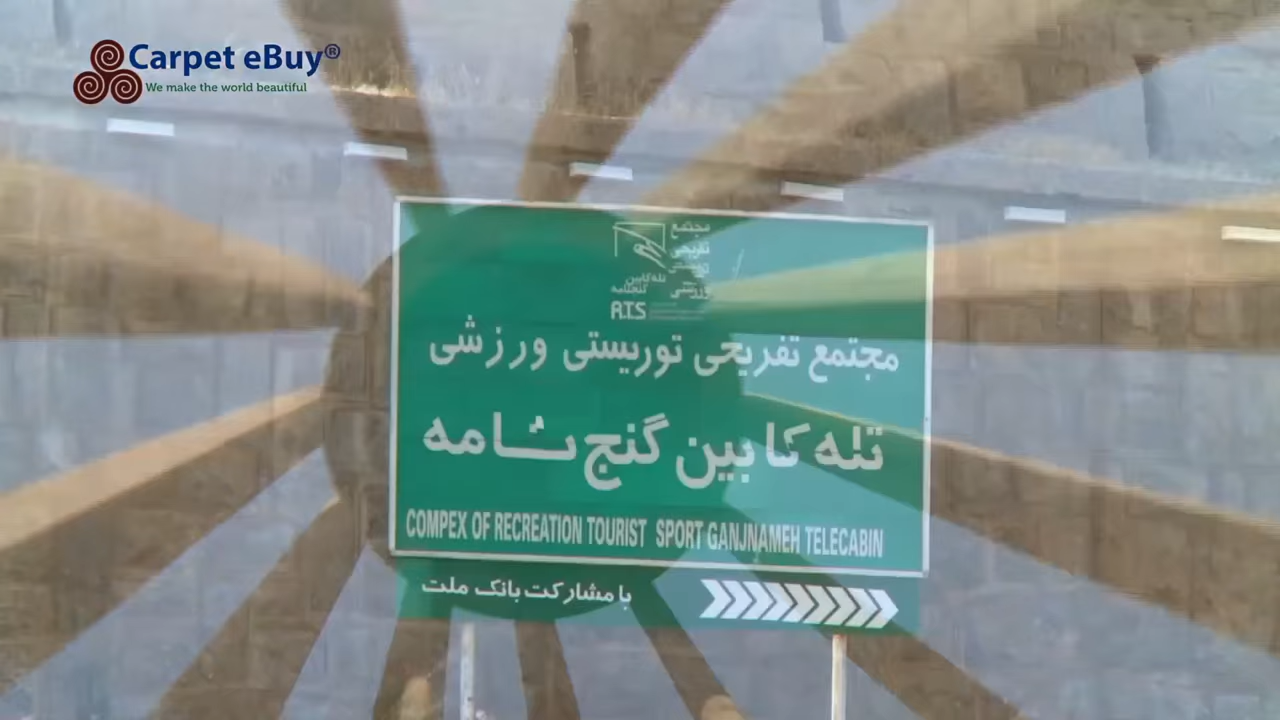 Carpet eBuy®
We make the world beautiful
مجتمع
تفریحی
توریستی
ورزشی
تله کابین
گنجنامه
A.T.S
مجتمع تفریحی توریستی ورزشی
تله کابین گنج نامه
COMPEX OF RECREATION TOURIST SPORT GANJNAMEH TELECABIN
با مشارکت بانک ملت